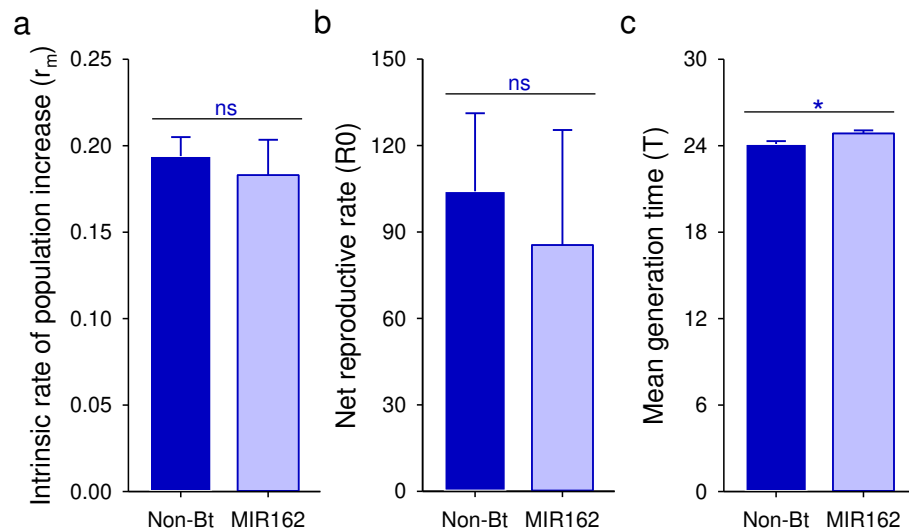 a
Intrinsic rate of population increase (rₘ)
0.25
0.20
0.15
0.10
0.05
0.00
ns
Non-Bt MIR162
b
Net reproductive rate (R0)
150
120
90
60
30
0
ns
Non-Bt MIR162
c
Mean generation time (T)
30
24
18
12
6
0
*
Non-Bt MIR162